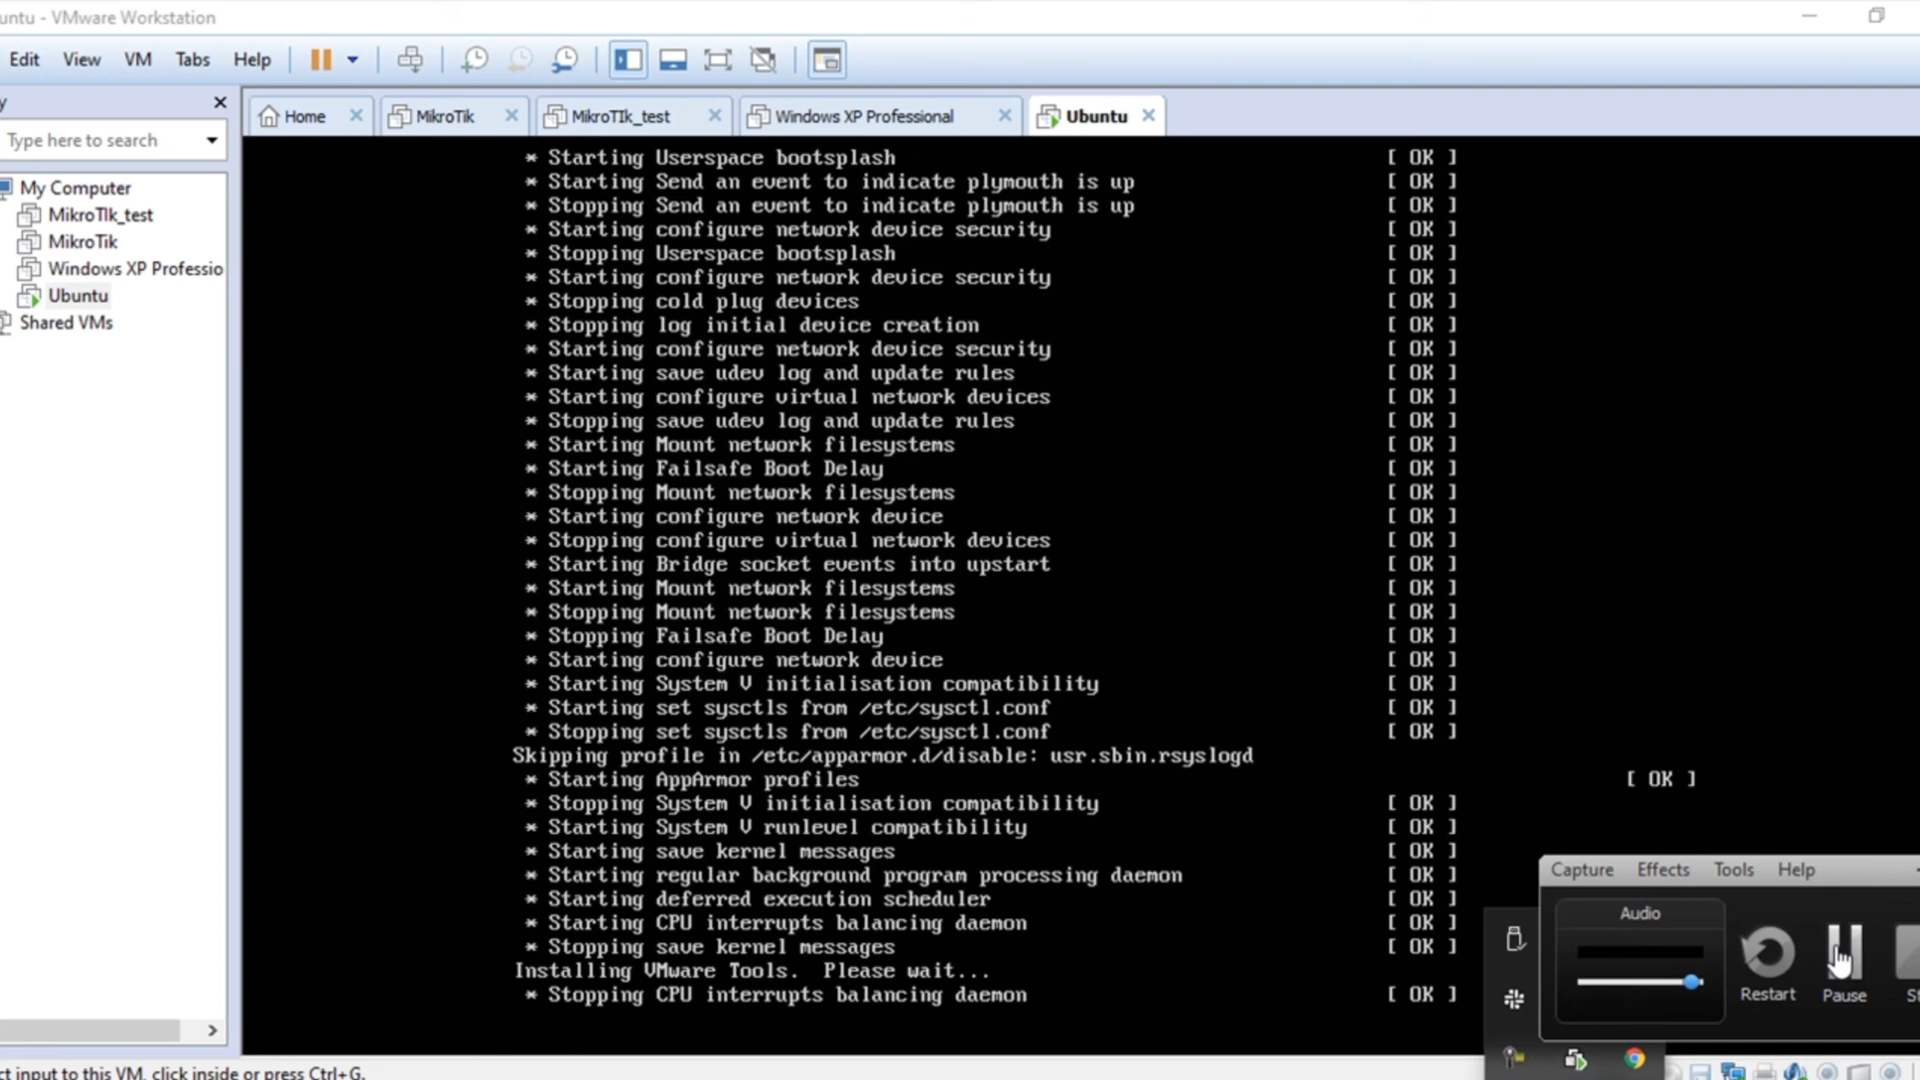 untu - VMware Workstation
Edit View VM Tabs Help
y
Type here to search
Home MikroTik MikroTIk_test Windows XP Professional Ubuntu
My Computer
MikroTIk_test
MikroTik
Windows XP Professio
Ubuntu
Shared VMs
* Starting Userspace bootsplash [ OK ]
* Starting Send an event to indicate plymouth is up [ OK ]
* Stopping Send an event to indicate plymouth is up [ OK ]
* Starting configure network device security [ OK ]
* Stopping Userspace bootsplash [ OK ]
* Starting configure network device security [ OK ]
* Stopping cold plug devices [ OK ]
* Stopping log initial device creation [ OK ]
* Starting configure network device security [ OK ]
* Starting save udev log and update rules [ OK ]
* Starting configure virtual network devices [ OK ]
* Stopping save udev log and update rules [ OK ]
* Starting Mount network filesystems [ OK ]
* Starting Failsafe Boot Delay [ OK ]
* Stopping Mount network filesystems [ OK ]
* Starting configure network device [ OK ]
* Stopping configure virtual network devices [ OK ]
* Starting Bridge socket events into upstart [ OK ]
* Starting Mount network filesystems [ OK ]
* Stopping Mount network filesystems [ OK ]
* Stopping Failsafe Boot Delay [ OK ]
* Starting configure network device [ OK ]
* Starting System V initialisation compatibility [ OK ]
* Starting set sysctls from /etc/sysctl.conf [ OK ]
* Stopping set sysctls from /etc/sysctl.conf [ OK ]
Skipping profile in /etc/apparmor.d/disable: usr.sbin.rsyslogd
* Starting AppArmor profiles [ OK ]
* Stopping System V initialisation compatibility [ OK ]
* Starting System V runlevel compatibility [ OK ]
* Starting save kernel messages [ OK ]
* Starting regular background program processing daemon [ OK ]
* Starting deferred execution scheduler [ OK ]
* Starting CPU interrupts balancing daemon [ OK ]
* Stopping save kernel messages [ OK ]
Installing VMware Tools.  Please wait...
* Stopping CPU interrupts balancing daemon [ OK ]
Capture Effects Tools Help
Audio
Restart Pause St
ct input to this VM, click inside or press Ctrl+G.